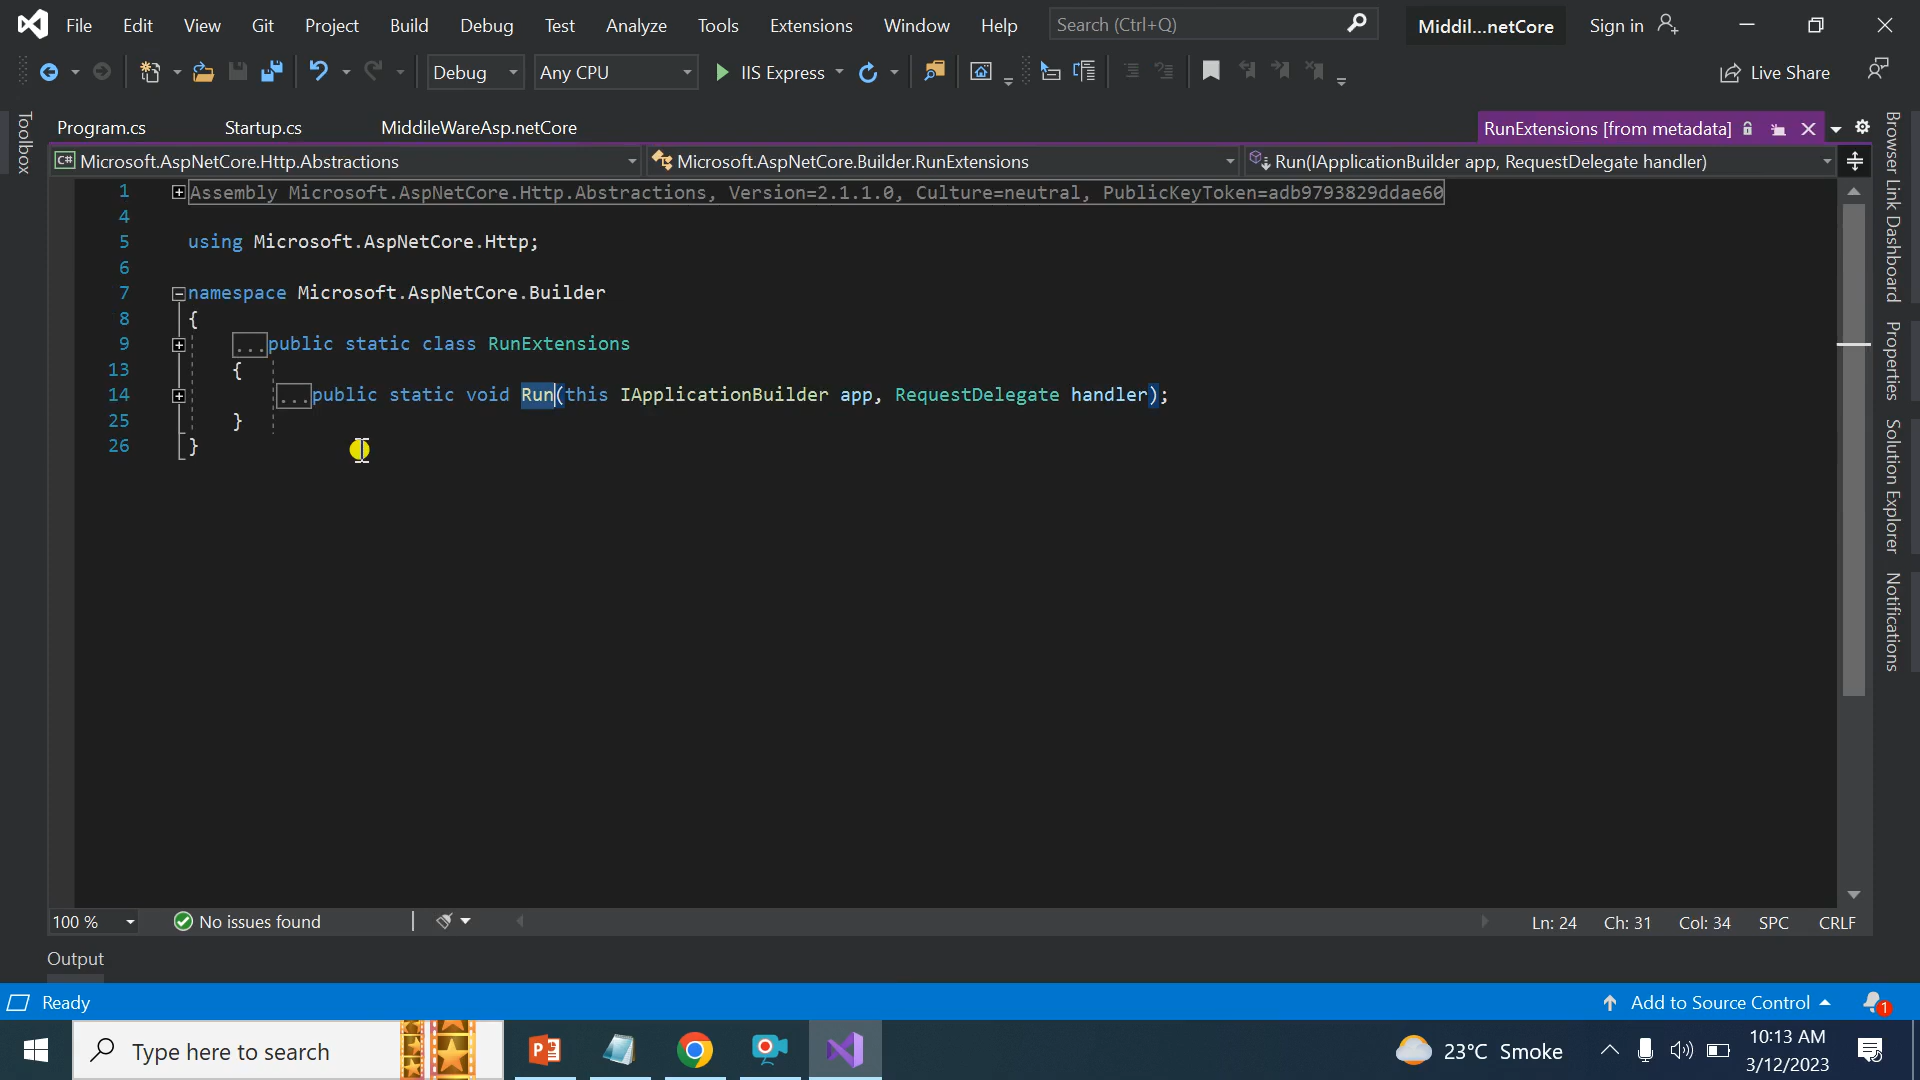 File Edit View Git Project Build Debug Test Analyze Tools Extensions Window Help Search (Ctrl+Q) Middil...netCore Sign in
Debug Any CPU IIS Express Live Share
Toolbox
Program.cs Startup.cs MiddileWareAsp.netCore RunExtensions [from metadata]
C# Microsoft.AspNetCore.Http.Abstractions Microsoft.AspNetCore.Builder.RunExtensions Run(IApplicationBuilder app, RequestDelegate handler)
1 Assembly Microsoft.AspNetCore.Http.Abstractions, Version=2.1.1.0, Culture=neutral, PublicKeyToken=adb9793829ddae60
4
5 using Microsoft.AspNetCore.Http;
6
7 namespace Microsoft.AspNetCore.Builder
8 {
9 ...public static class RunExtensions
13 {
14 ...public static void Run(this IApplicationBuilder app, RequestDelegate handler);
25 }
26 }
Browser Link Dashboard
Properties
Solution Explorer
Notifications
100 % No issues found Ln: 24 Ch: 31 Col: 34 SPC CRLF
Output
Ready Add to Source Control 1
Type here to search 23°C Smoke 10:13 AM
3/12/2023